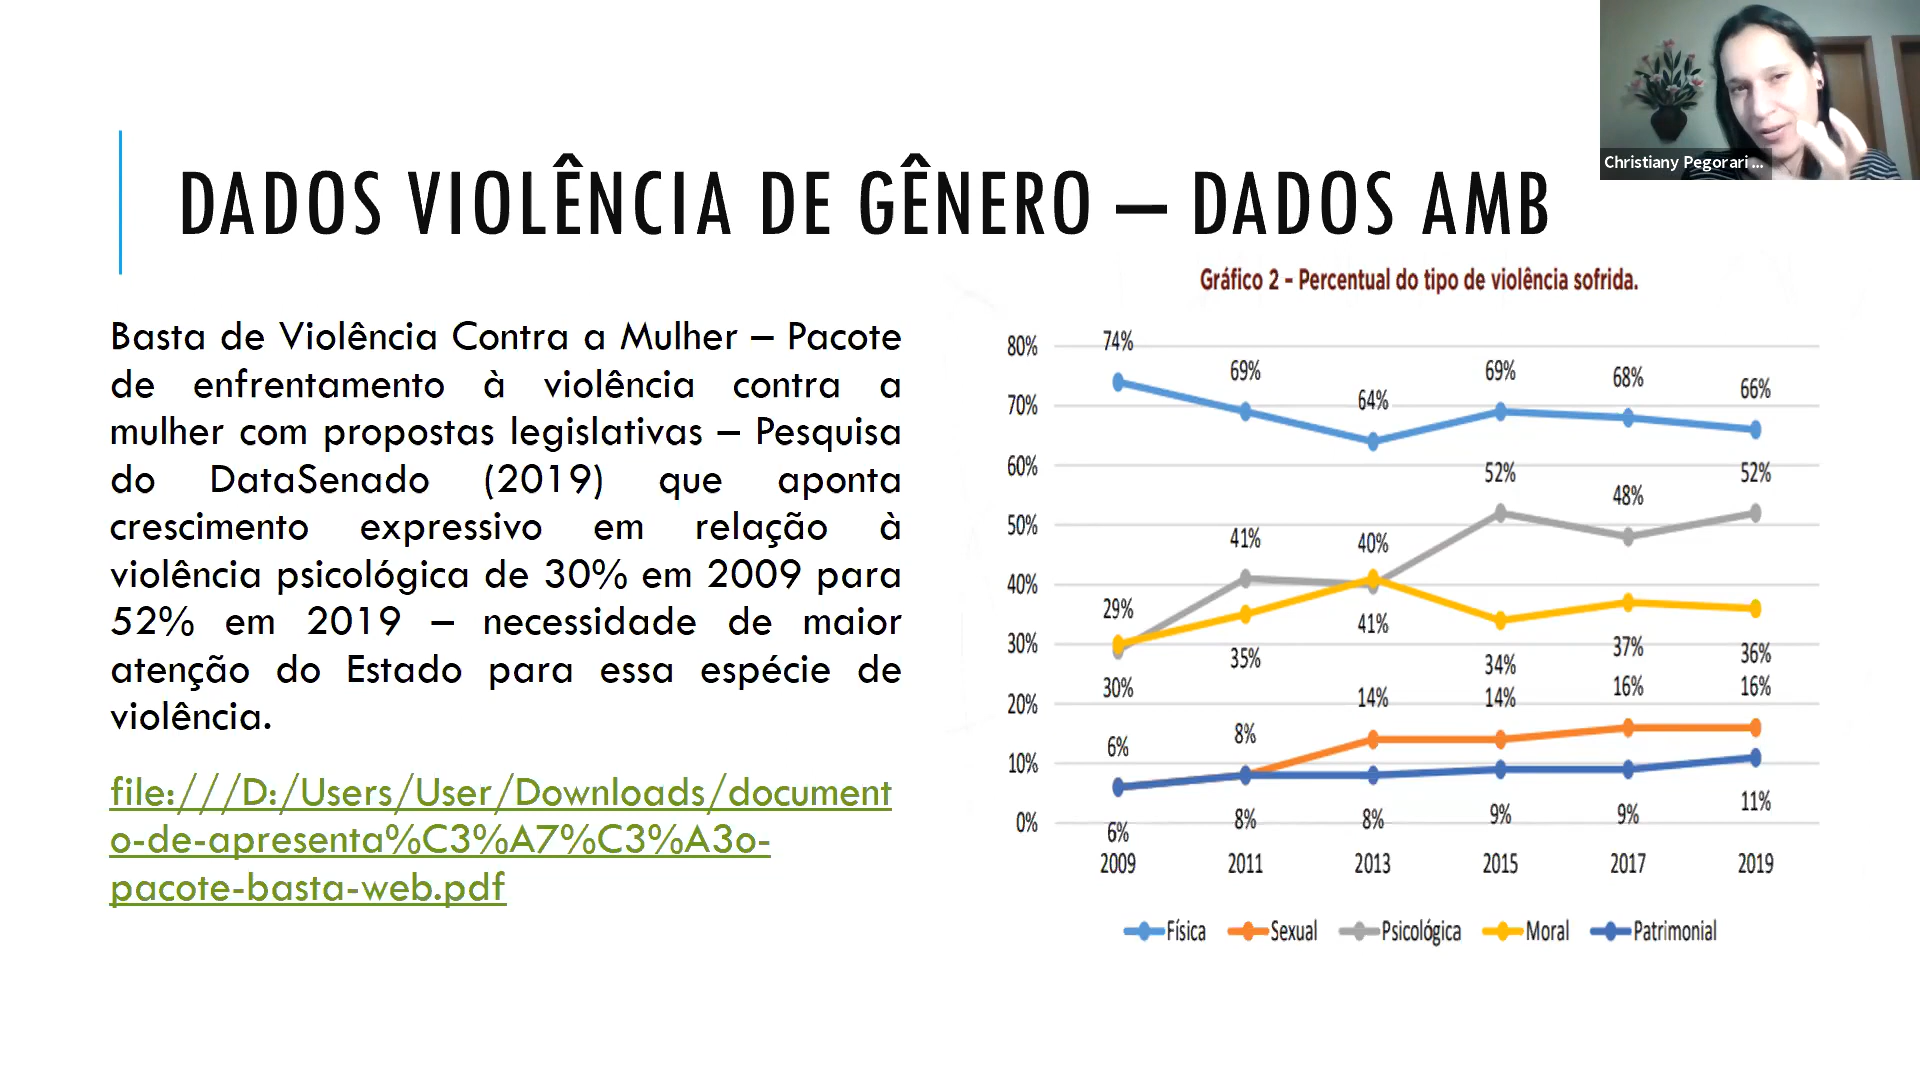 Christiany Pegorari ...
DADOS VIOLÊNCIA DE GÊNERO – DADOS AMB
Basta de Violência Contra a Mulher – Pacote
de enfrentamento à violência contra a
mulher com propostas legislativas – Pesquisa
do DataSenado (2019) que aponta
crescimento expressivo em relação à
violência psicológica de 30% em 2009 para
52% em 2019 – necessidade de maior
atenção do Estado para essa espécie de
violência.
file:///D:/Users/User/Downloads/document
o-de-apresenta%C3%A7%C3%A3o-
pacote-basta-web.pdf
Gráfico 2 - Percentual do tipo de violência sofrida.
80%
70%
60%
50%
40%
30%
20%
10%
0%
74% 69% 64% 69% 68% 66%
29% 41% 40% 52% 48% 52%
30% 35% 41% 34% 37% 36%
6% 8% 14% 14% 16% 16%
6% 8% 8% 9% 9% 11%
2009 2011 2013 2015 2017 2019
Física Sexual Psicológica Moral Patrimonial